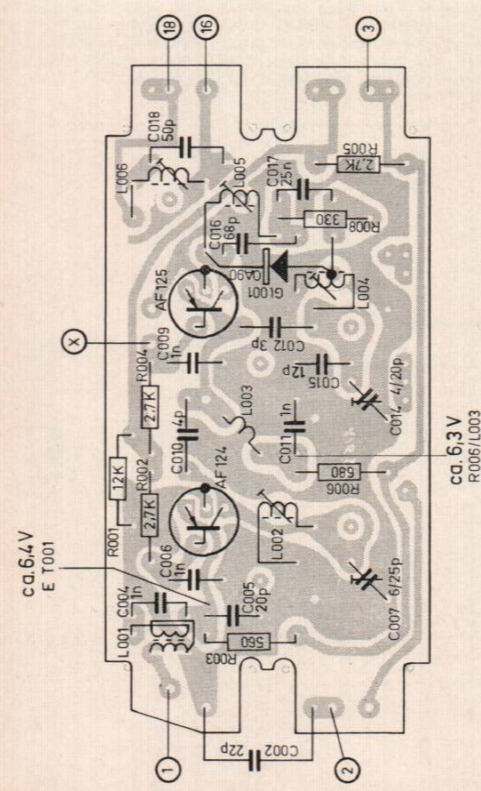 18
16
3
C018
50p
L006
L005
C017
25n
R005
2,7K
C016
68p
R008
330
OA90
GL001
L004
AF125
X
C009
1n
C012 3p
C015
12p
R004
2.7K
C010
4p
L003
C011 1n
C014 4/20p
12K
R001
R002
2,7K
AF124
L002
R006
680
ca. 6,3 V
R006/L003
ca.6,4V
E T001
C006
1n
C004
1n
C005
20p
C007 6/25p
L001
R003
560
1
C002
22p
2